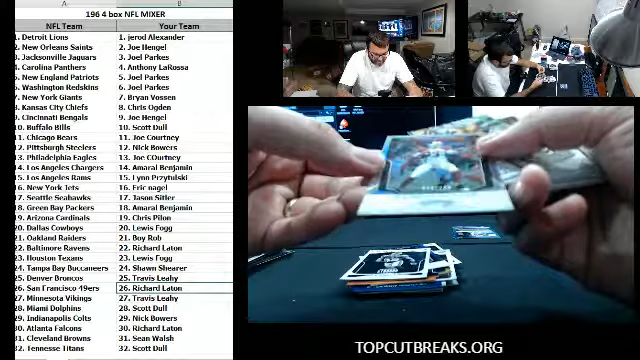 A B
196 4 box NFL MIXER
NFL Team Your Team
1. Detroit Lions 1. jerod Alexander
2. New Orleans Saints 2. Joe Hengel
3. Jacksonville Jaguars 3. Joel Parkes
4. Carolina Panthers 4. Anthony LaRossa
5. New England Patriots 5. Joel Parkes
6. Washington Redskins 6. Joel Parkes
7. New York Giants 7. Bryan Vossen
8. Kansas City Chiefs 8. Chris Ogden
9. Cincinnati Bengals 9. Joe Hengel
10. Buffalo Bills 10. Scott Dull
11. Chicago Bears 11. Joe Courtney
12. Pittsburgh Steelers 12. Nick Bowers
13. Philadelphia Eagles 13. Joe COurtney
14. Los Angeles Chargers 14. Amaral Benjamin
15. Los Angeles Rams 15. Lynn Przytulski
16. New York Jets 16. Eric nagel
17. Seattle Seahawks 17. Jason Sitler
18. Green Bay Packers 18. Amaral Benjamin
19. Arizona Cardinals 19. Chris Pilon
20. Dallas Cowboys 20. Lewis Fogg
21. Oakland Raiders 21. Boy Rob
22. Baltimore Ravens 22. Richard Laton
23. Houston Texans 23. Lewis Fogg
24. Tampa Bay Buccaneers 24. Shawn Shearer
25. Denver Broncos 25. Travis Leahy
26. San Francisco 49ers 26. Richard Laton
27. Minnesota Vikings 27. Travis Leahy
28. Miami Dolphins 28. Scott Dull
29. Indianapolis Colts 29. Nick Bowers
30. Atlanta Falcons 30. Richard Laton
31. Cleveland Browns 31. Sean Walsh
32. Tennesse Titans 32. Scott Dull
TOPCUTBREAKS.ORG